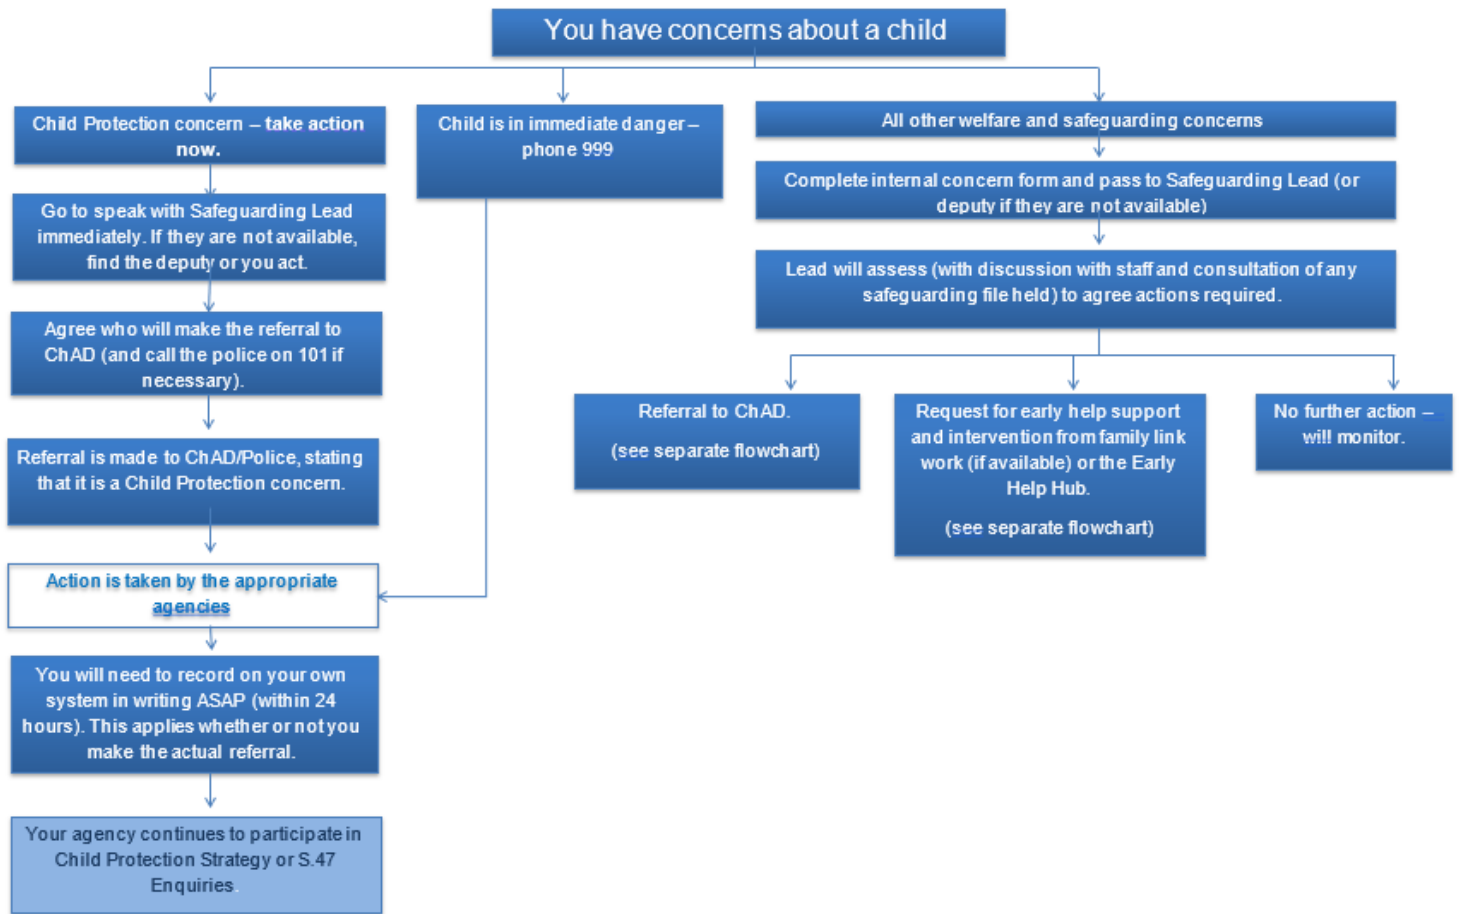 You have concerns about a child
Child Protection concern – take action
now.
Go to speak with Safeguarding Lead
immediately. If they are not available,
find the deputy or you act.
Agree who will make the referral to
ChAD (and call the police on 101 if
necessary).
Referral is made to ChAD/Police, stating
that it is a Child Protection concern.
Action is taken by the appropriate
agencies
You will need to record on your own
system in writing ASAP (within 24
hours). This applies whether or not you
make the actual referral.
Your agency continues to participate in
Child Protection Strategy or S.47
Enquiries.
Child is in immediate danger –
phone 999
All other welfare and safeguarding concerns
Complete internal concern form and pass to Safeguarding Lead (or
deputy if they are not available)
Lead will assess (with discussion with staff and consultation of any
safeguarding file held) to agree actions required.
Referral to ChAD.
(see separate flowchart)
Request for early help support
and intervention from family link
work (if available) or the Early
Help Hub.
(see separate flowchart)
No further action –
will monitor.